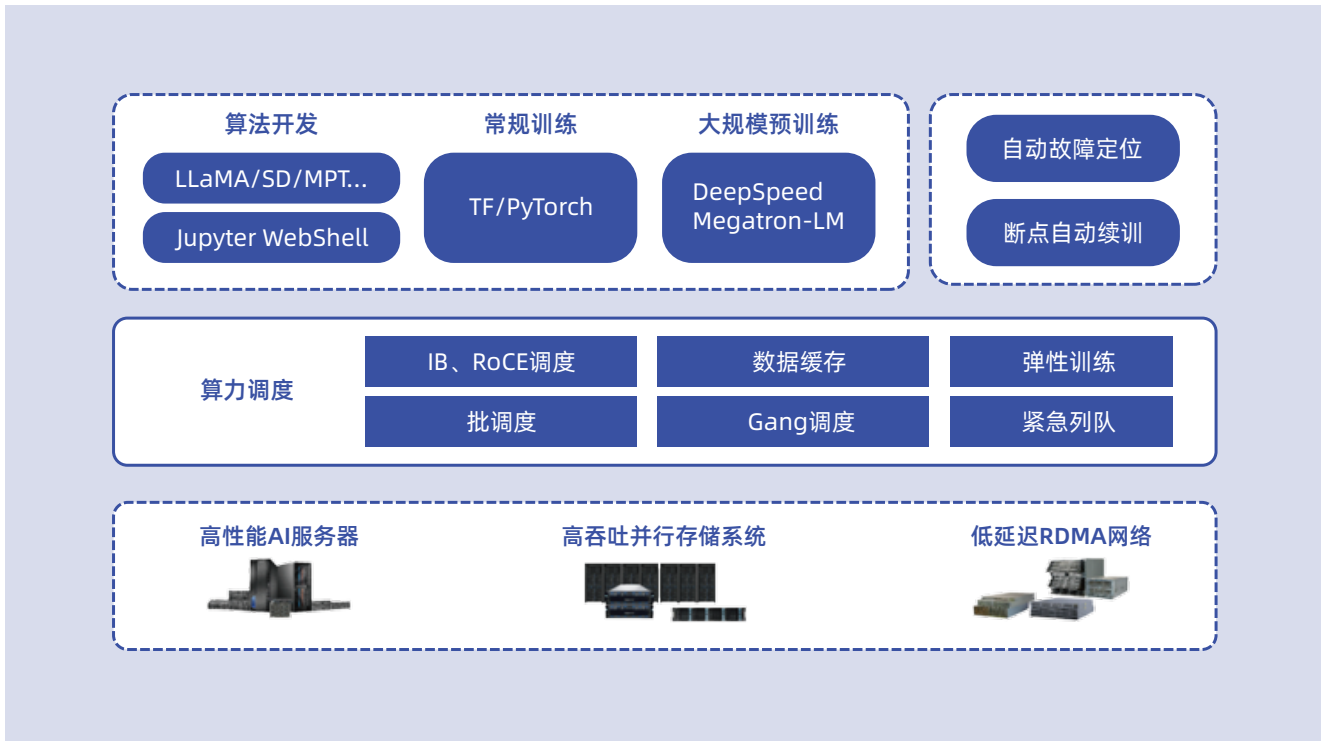 算法开发
LLaMA/SD/MPT...
Jupyter WebShell
常规训练
TF/PyTorch
大规模预训练
DeepSpeed
Megatron-LM
自动故障定位
断点自动续训
算力调度
IB、RoCE调度
数据缓存
弹性训练
批调度
Gang调度
紧急列队
高性能AI服务器
高吞吐并行存储系统
低延迟RDMA网络